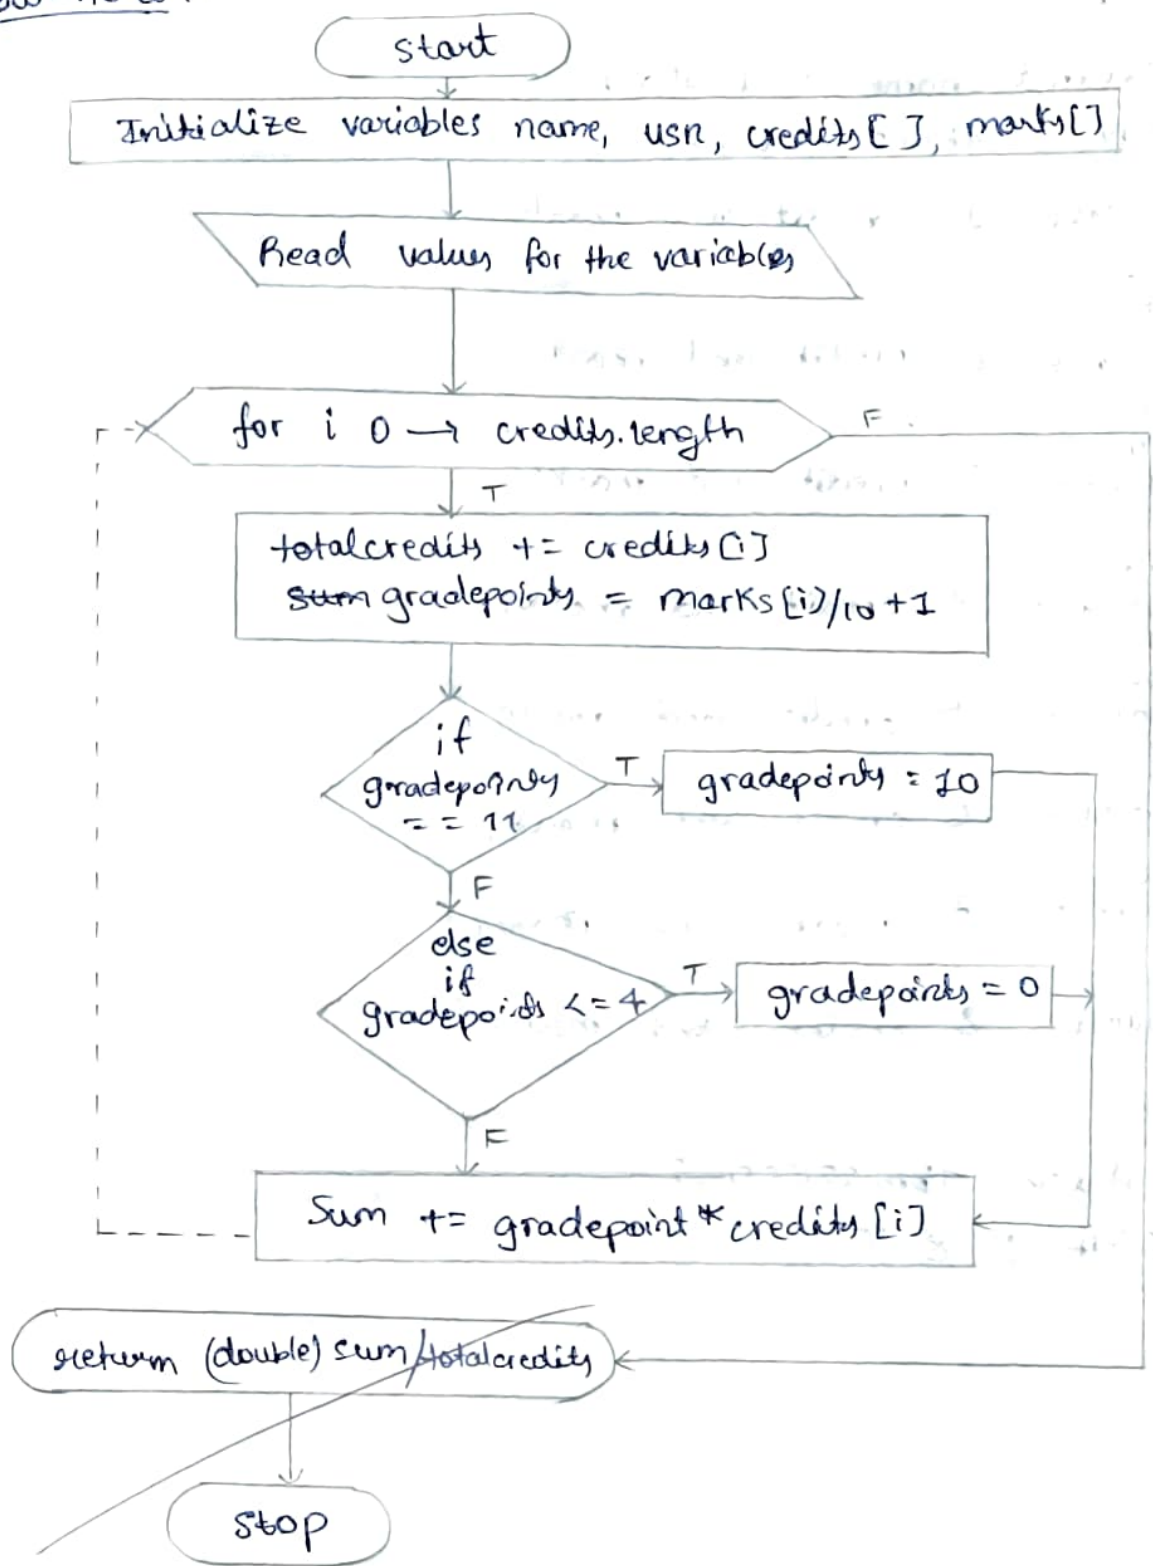 start
Initialize variables name, usn, credits[ ], marks[]
Read values for the variables
for i 0 → credits.length
F
T
totalcredits += credits[i]
sum gradepoints = marks[i]/10 +1
if
gradepoints
== 11
T
gradepoints = 10
F
else
if
gradepoints <= 4
T
gradepoints = 0
F
Sum += gradepoint * credits [i]
return (double) sum/totalcredits
stop